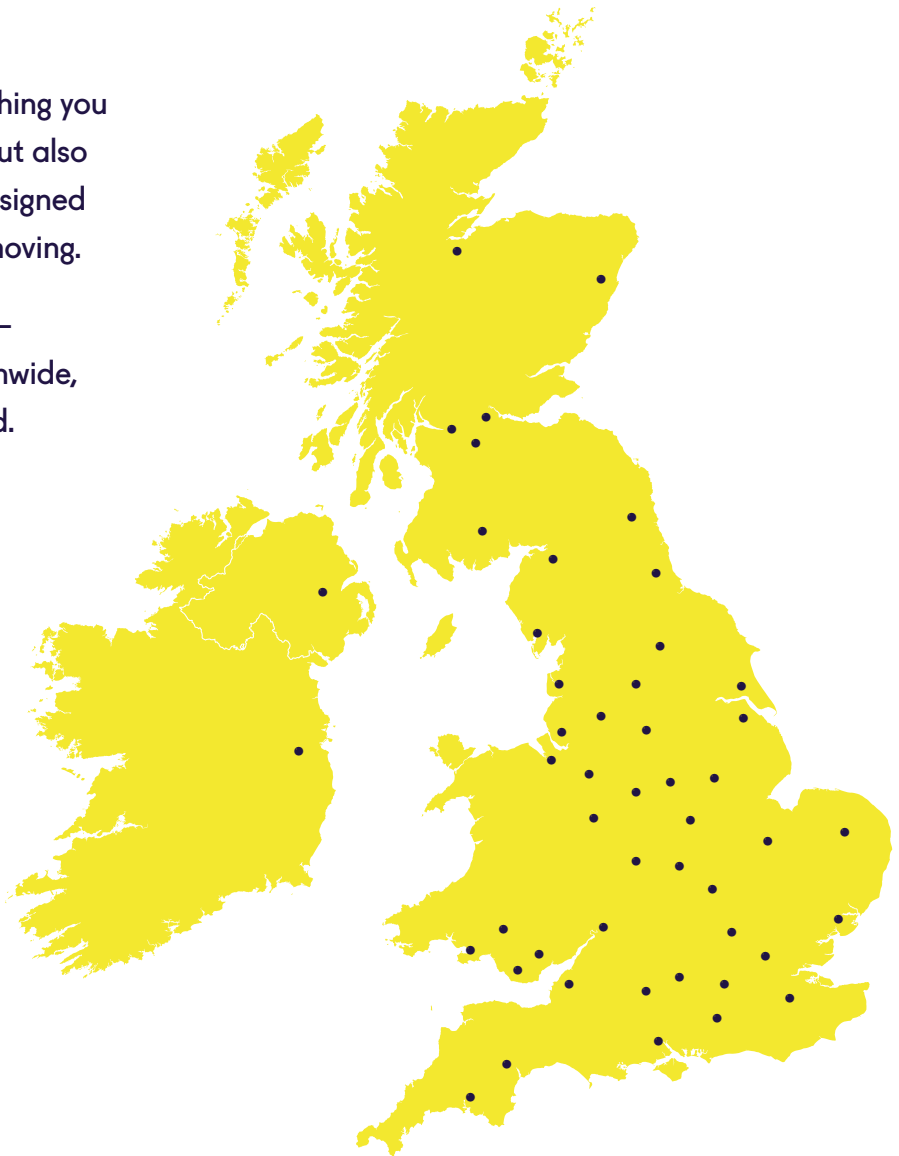 hing you
ut also
signed
noving.
–
nwide,
d.